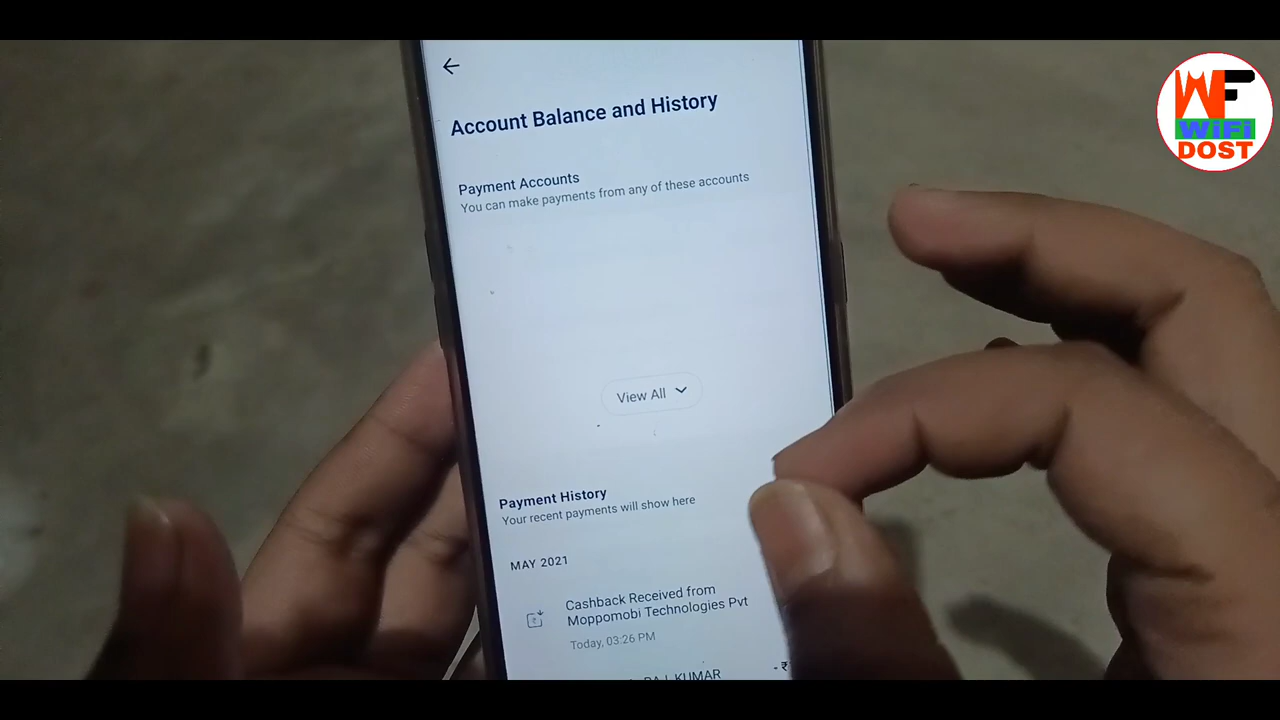 WF
WiFi
DOST
Account Balance and History
Payment Accounts
You can make payments from any of these accounts
View All
Payment History
Your recent payments will show here
MAY 2021
Cashback Received from
Moppomobi Technologies Pvt
Today, 03:26 PM
KUMAR - ₹